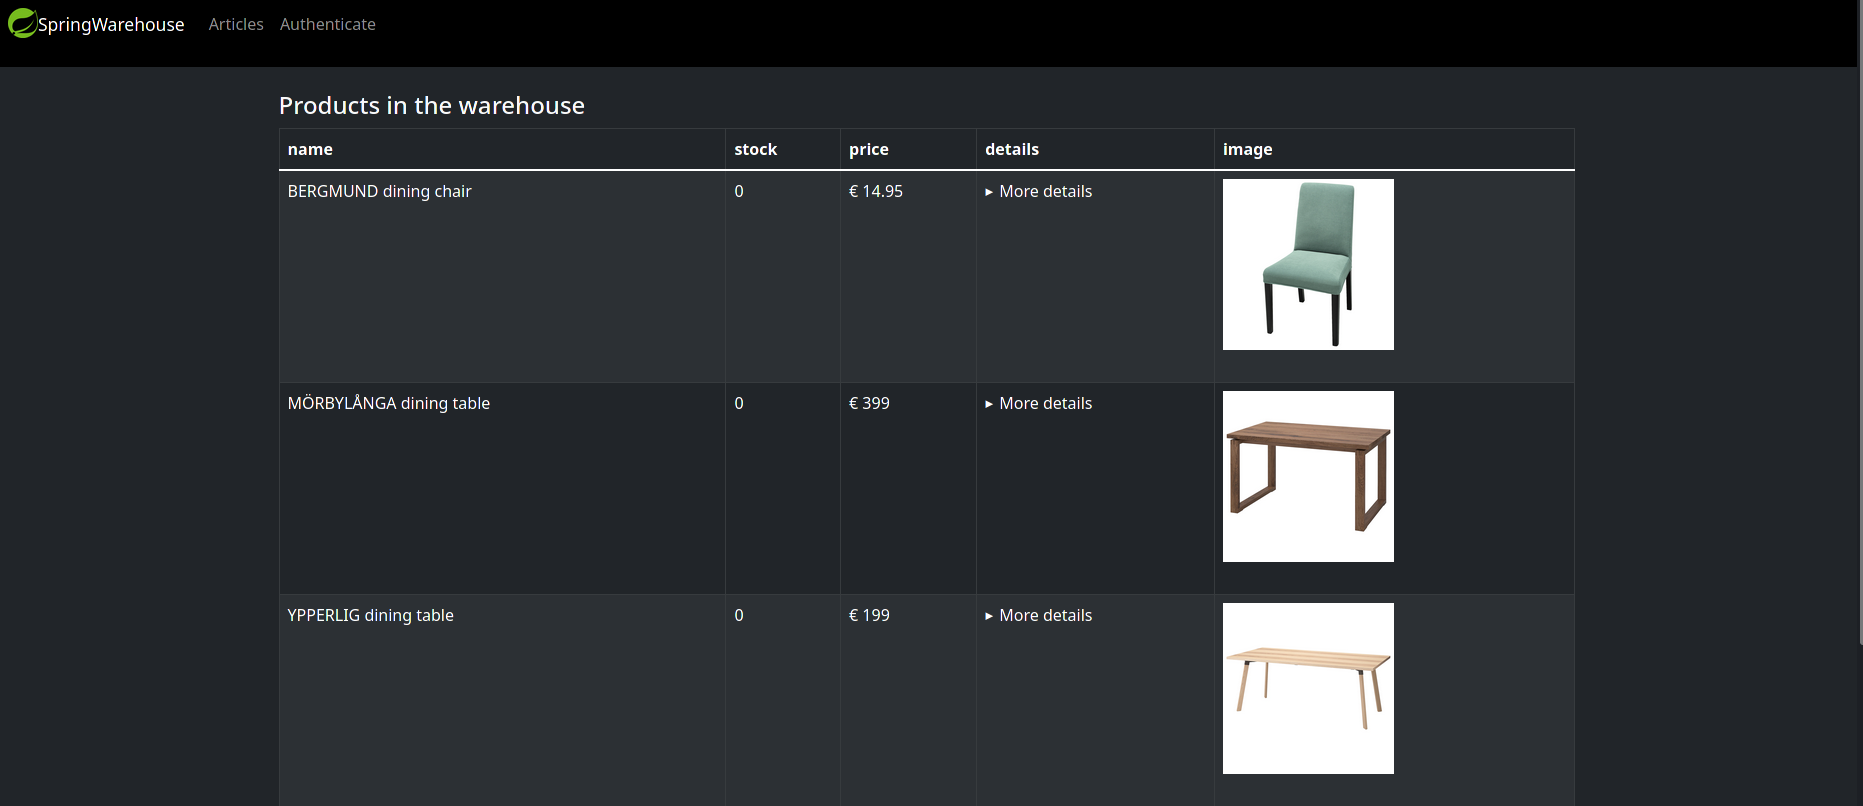 SpringWarehouse Articles Authenticate
Products in the warehouse
name stock price details image
BERGMUND dining chair 0 € 14.95 ▸ More details
MÖRBYLÅNGA dining table 0 € 399 ▸ More details
YPPERLIG dining table 0 € 199 ▸ More details